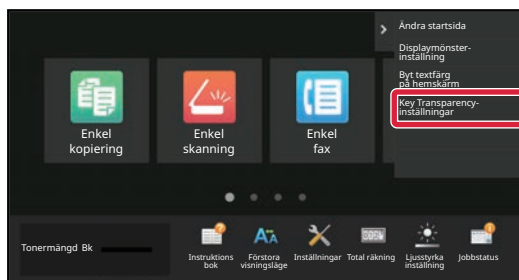 Ändra startsida
Displaymönster-
inställning
Byt textfärg
på hemskärm
Key Transparency-
inställningar
Enkel
kopiering
Enkel
skanning
Enkel
fax
Tonermängd Bk
Instruktions
bok
Förstora
visningsläge
Inställningar
Total räkning
Ljusstyrka
inställning
Jobbstatus